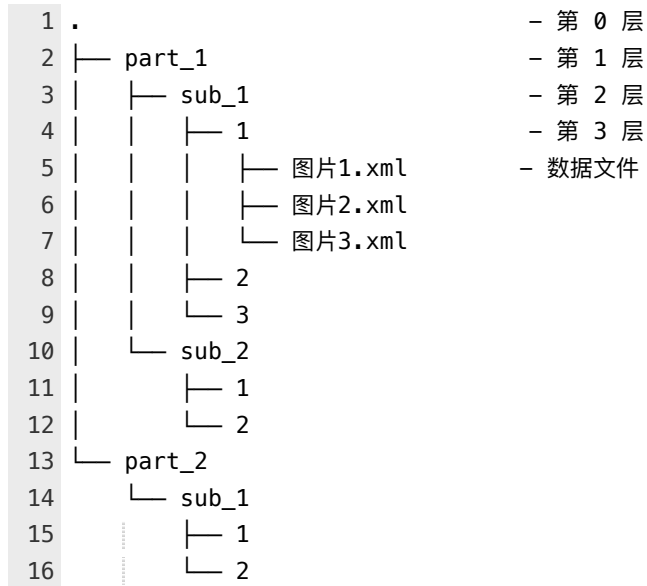 1 . – 第 0 层
2 ├── part_1 – 第 1 层
3 │   ├── sub_1 – 第 2 层
4 │   │   ├── 1 – 第 3 层
5 │   │   │   ├── 图片1.xml – 数据文件
6 │   │   │   ├── 图片2.xml
7 │   │   │   └── 图片3.xml
8 │   │   ├── 2
9 │   │   └── 3
10 │   └── sub_2
11 │       ├── 1
12 │       └── 2
13 └── part_2
14     └── sub_1
15         ├── 1
16         └── 2